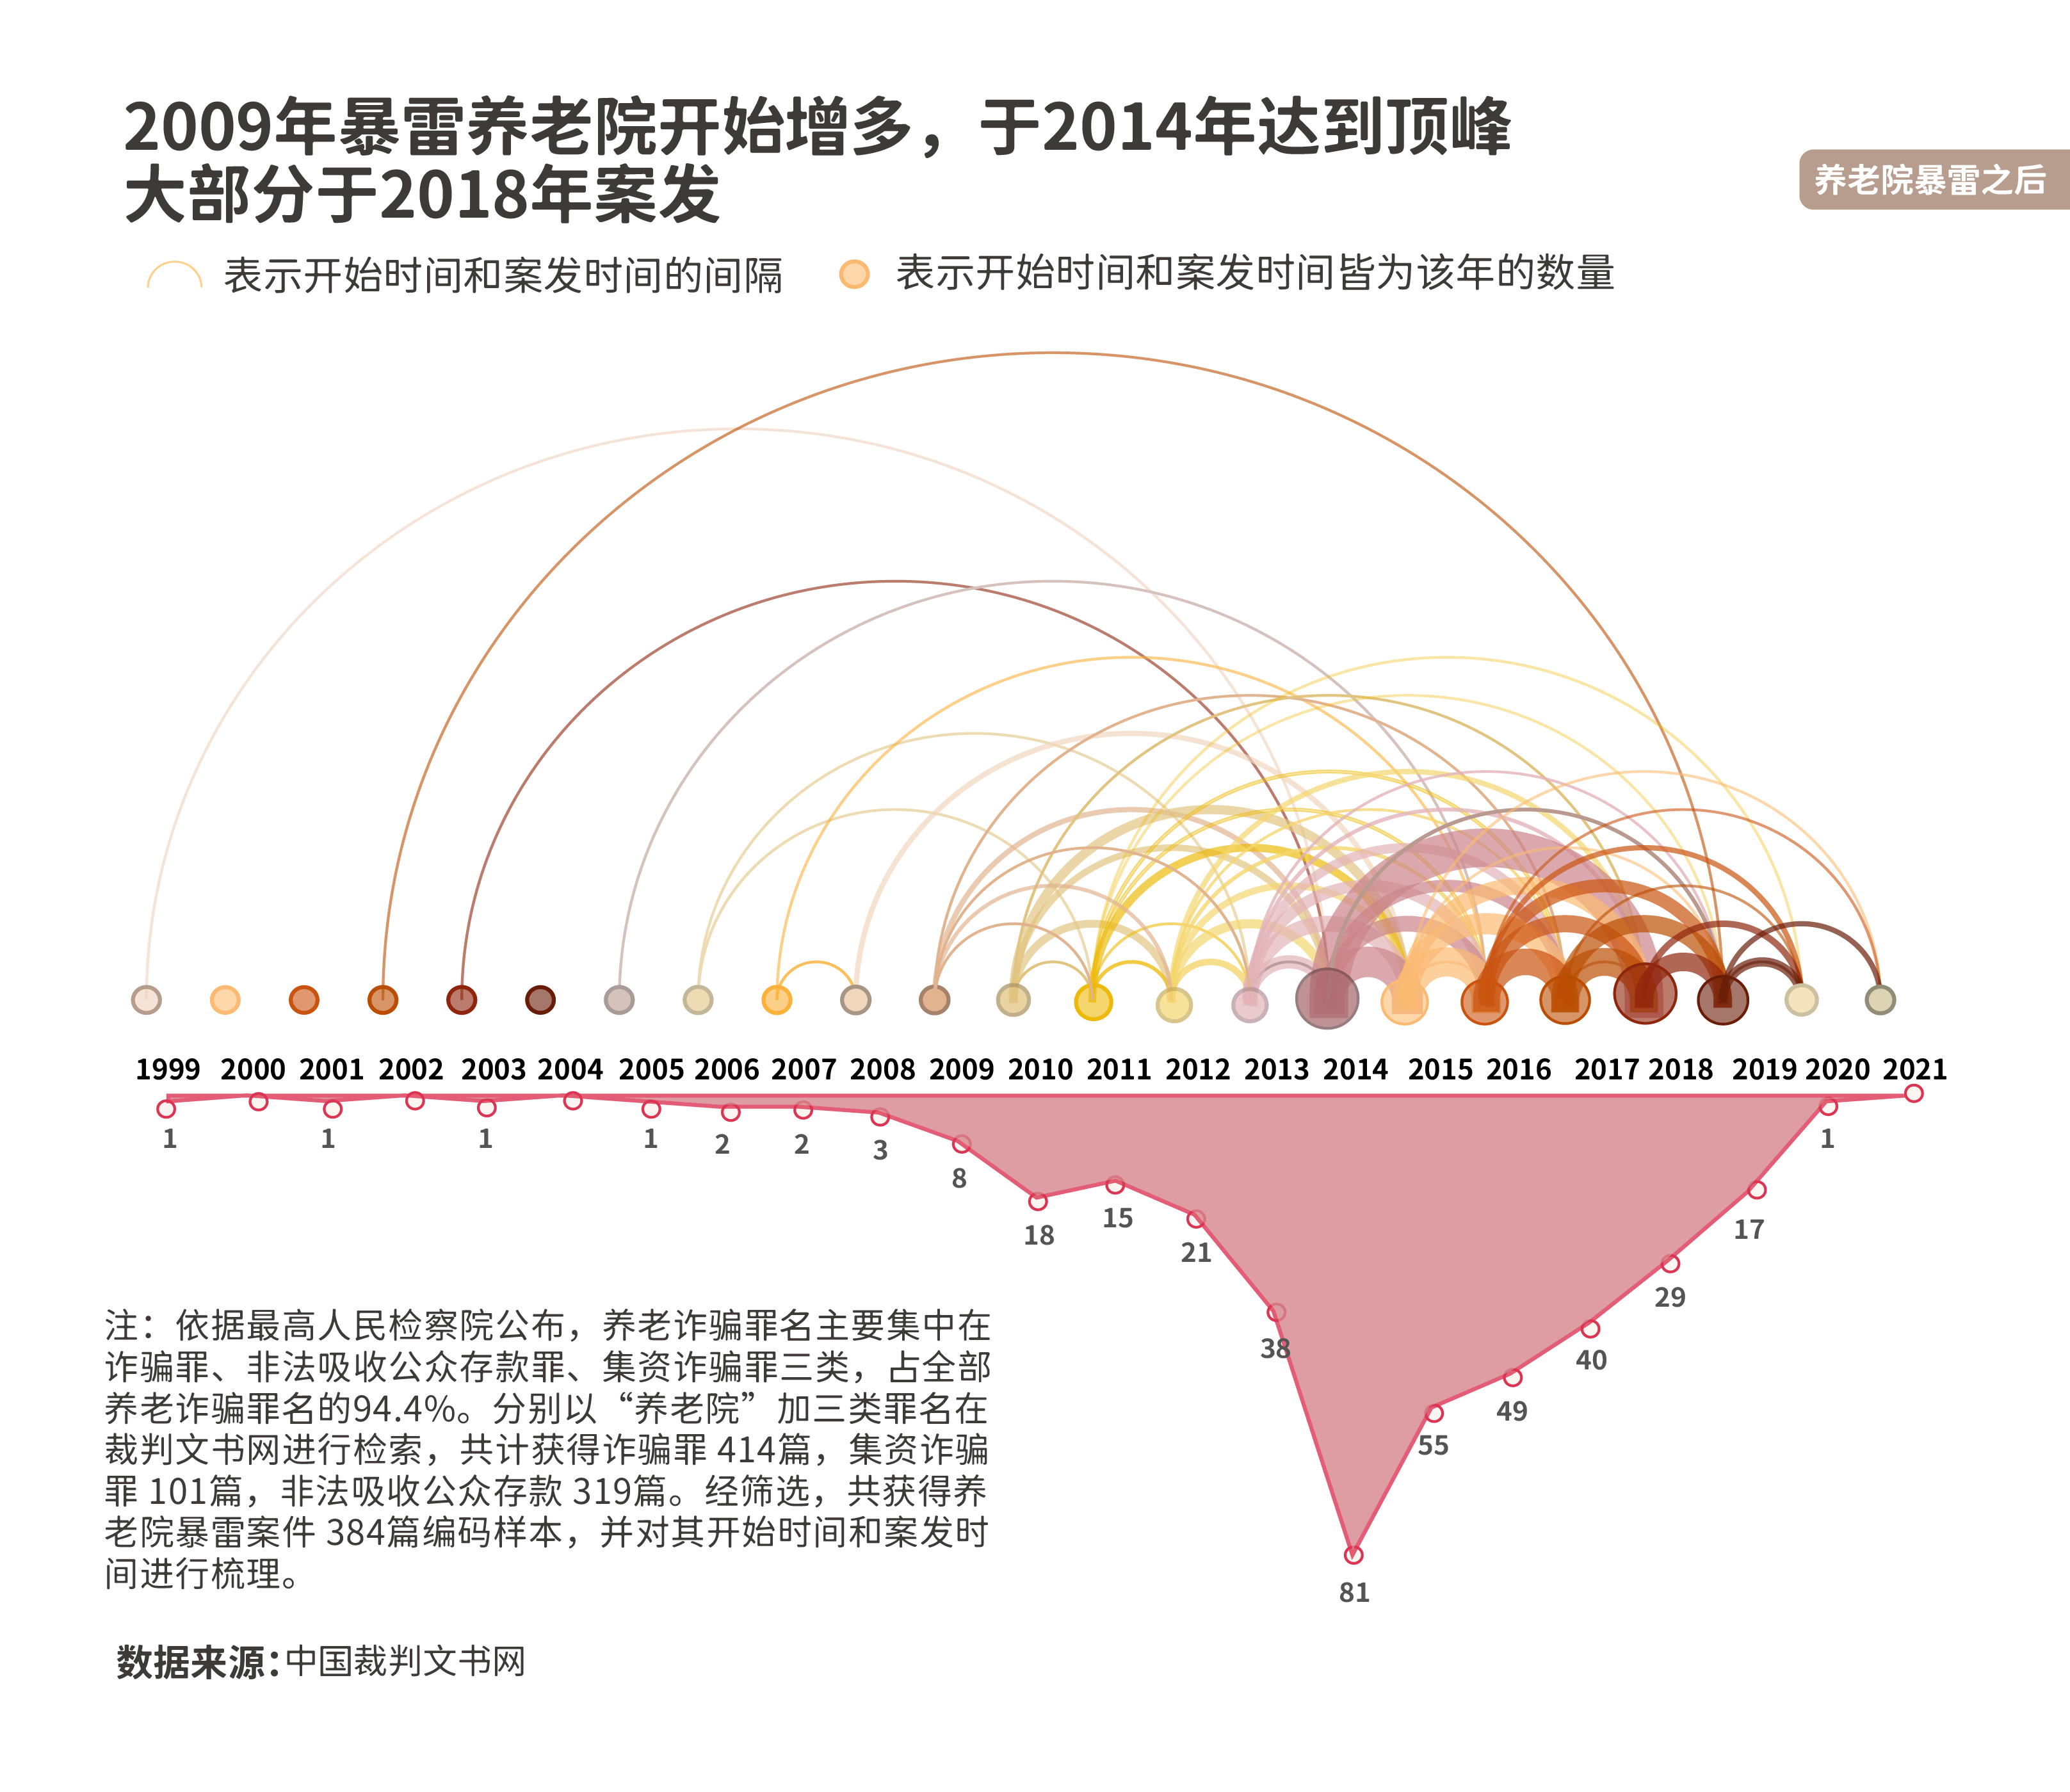 2009年暴雷养老院开始增多，于2014年达到顶峰
大部分于2018年案发
养老院暴雷之后
表示开始时间和案发时间的间隔
表示开始时间和案发时间皆为该年的数量
1999 2000 2001 2002 2003 2004 2005 2006 2007 2008 2009 2010 2011 2012 2013 2014 2015 2016 2017 2018 2019 2020 2021
1 1 1 1 2 2 3 8 18 15 21 38 81 55 49 40 29 17 1
注：依据最高人民检察院公布，养老诈骗罪名主要集中在
诈骗罪、非法吸收公众存款罪、集资诈骗罪三类，占全部
养老诈骗罪名的94.4%。分别以“养老院”加三类罪名在
裁判文书网进行检索，共计获得诈骗罪 414篇，集资诈骗
罪 101篇，非法吸收公众存款 319篇。经筛选，共获得养
老院暴雷案件 384篇编码样本，并对其开始时间和案发时
间进行梳理。
数据来源：中国裁判文书网